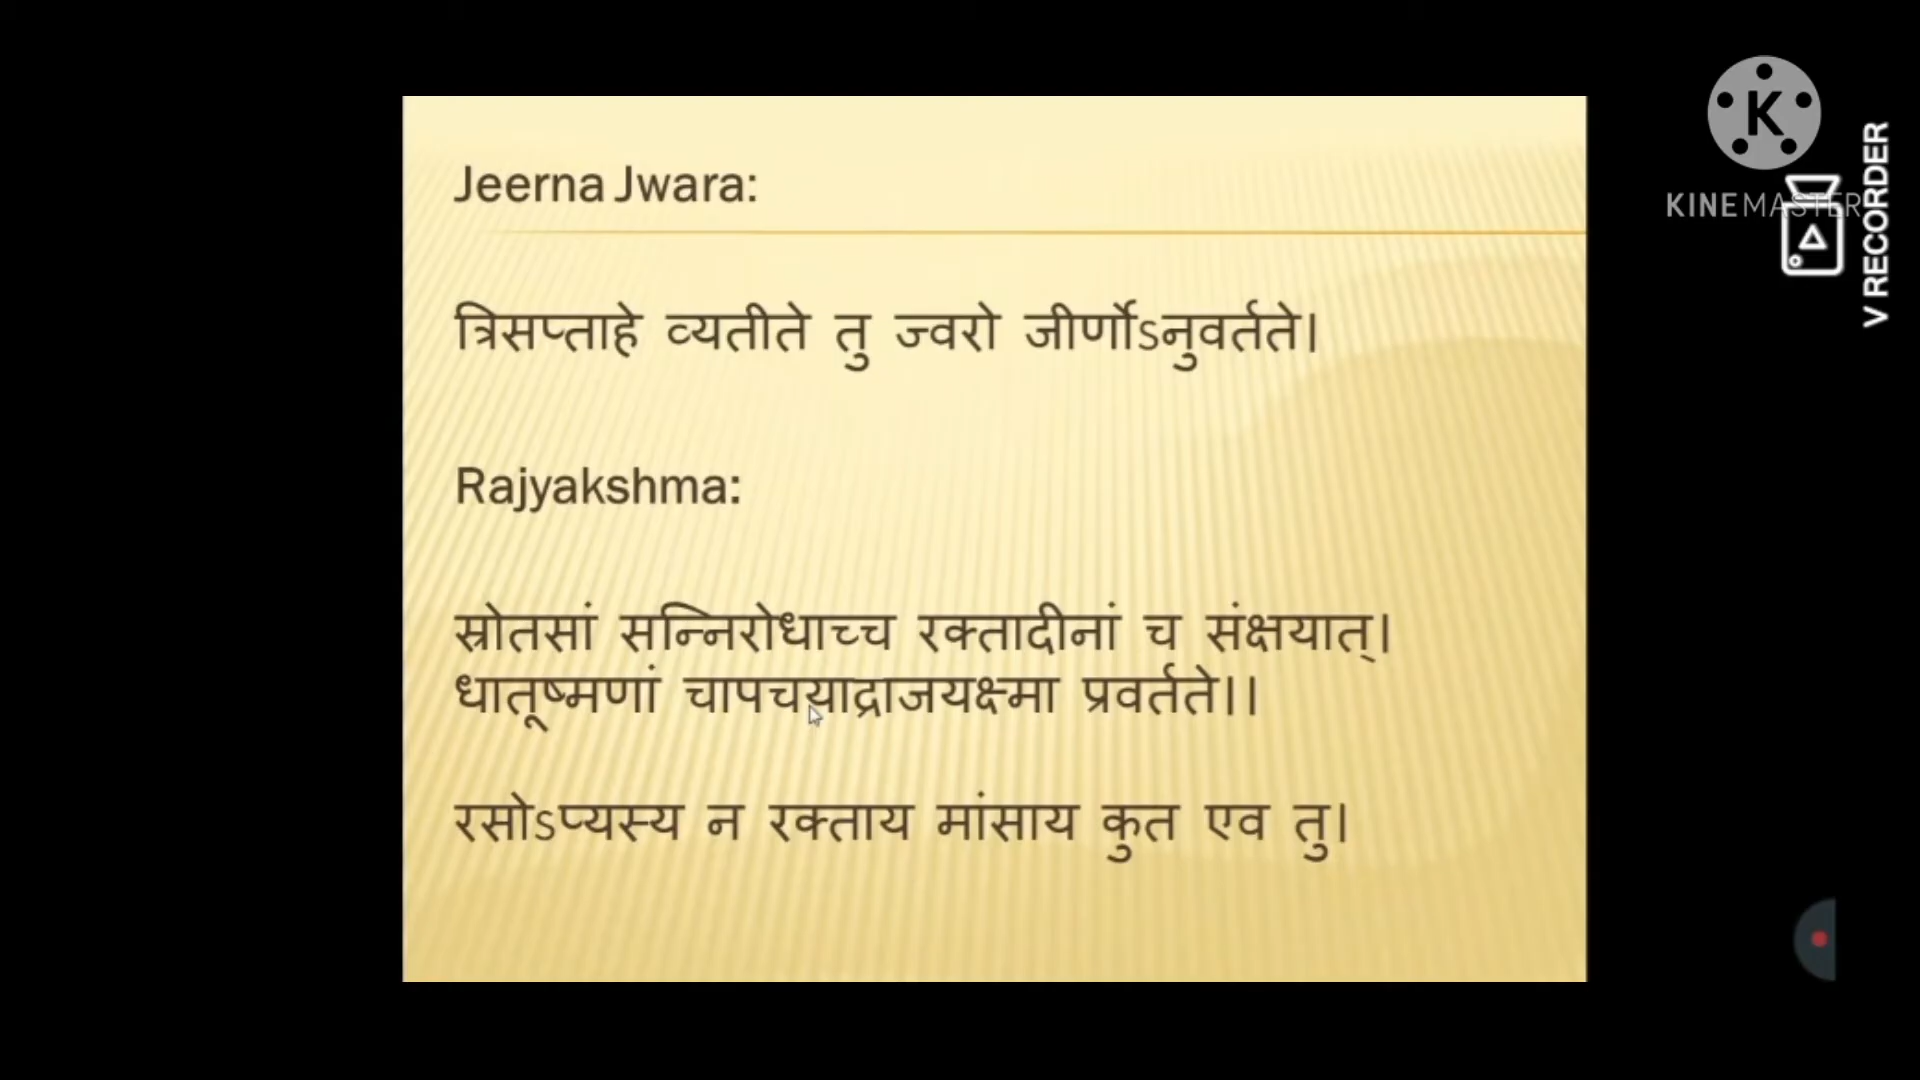 Jeerna Jwara:
त्रिसप्ताहे व्यतीते तु ज्वरो जीर्णोऽनुवर्तते।
Rajyakshma:
स्रोतसां सन्निरोधाच्च रक्तादीनां च संक्षयात्।
धातूष्मणां चापचयाद्राजयक्ष्मा प्रवर्तते।।
रसोऽप्यस्य न रक्ताय मांसाय कुत एव तु।
K
KINEMASTER
V RECORDER